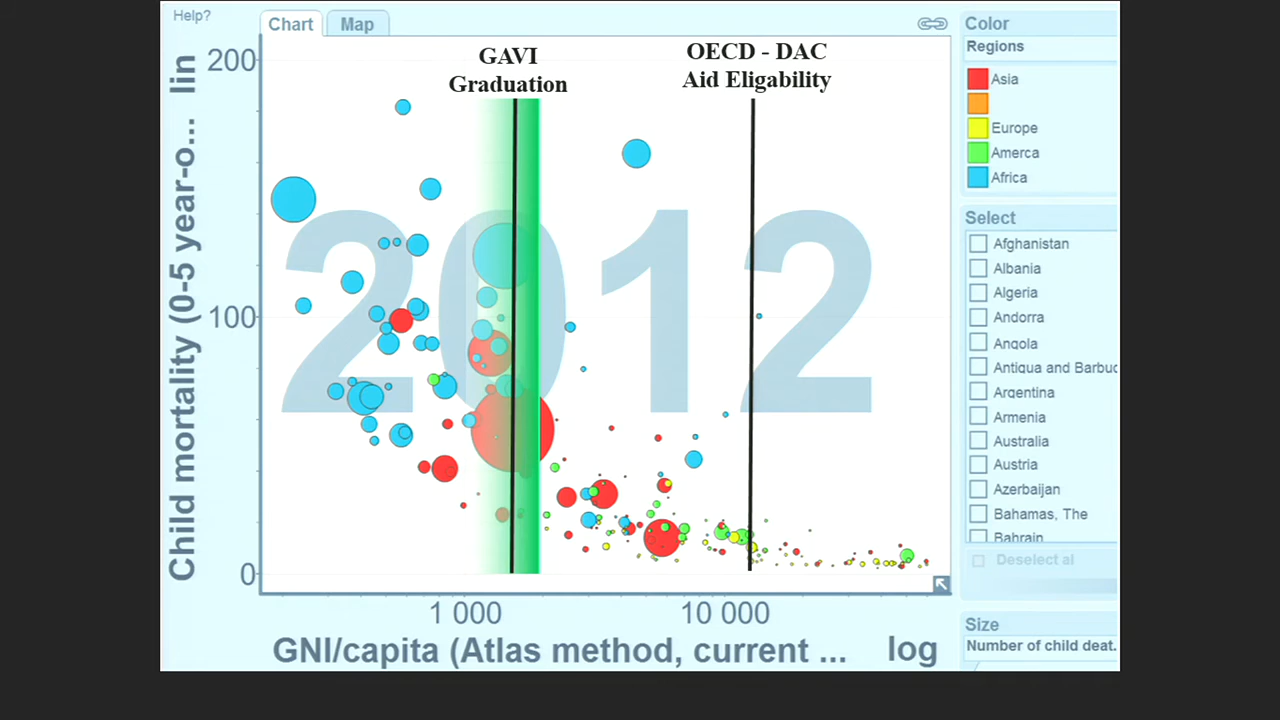 Help?
Chart
Map
GAVI
Graduation
OECD - DAC
Aid Eligability
200
100
0
Child mortality (0-5 year-o... lin
2012
1 000
10 000
GNI/capita (Atlas method, current ...
log
Color
Regions
Asia
Europe
Amerca
Africa
Select
Afghanistan
Albania
Algeria
Andorra
Angola
Antigua and Barbuc
Argentina
Armenia
Australia
Austria
Azerbaijan
Bahamas, The
Bahrain
Deselect al
Size
Number of child deat.